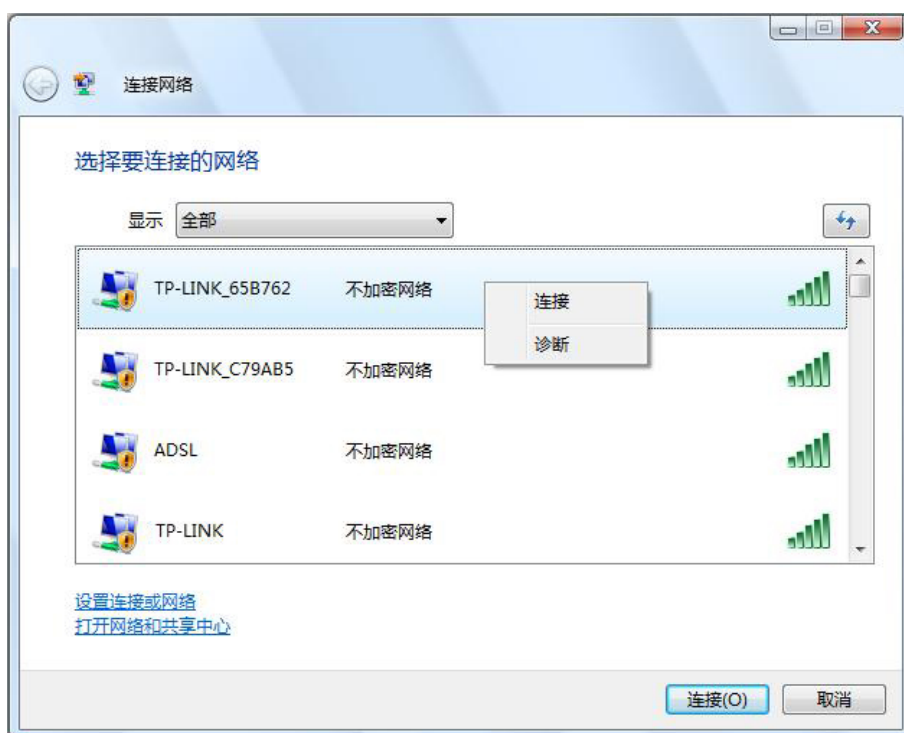 连接网络
选择要连接的网络
显示 全部
TP-LINK_65B762 不加密网络
连接
诊断
TP-LINK_C79AB5 不加密网络
ADSL 不加密网络
TP-LINK 不加密网络
设置连接或网络
打开网络和共享中心
连接(O) 取消